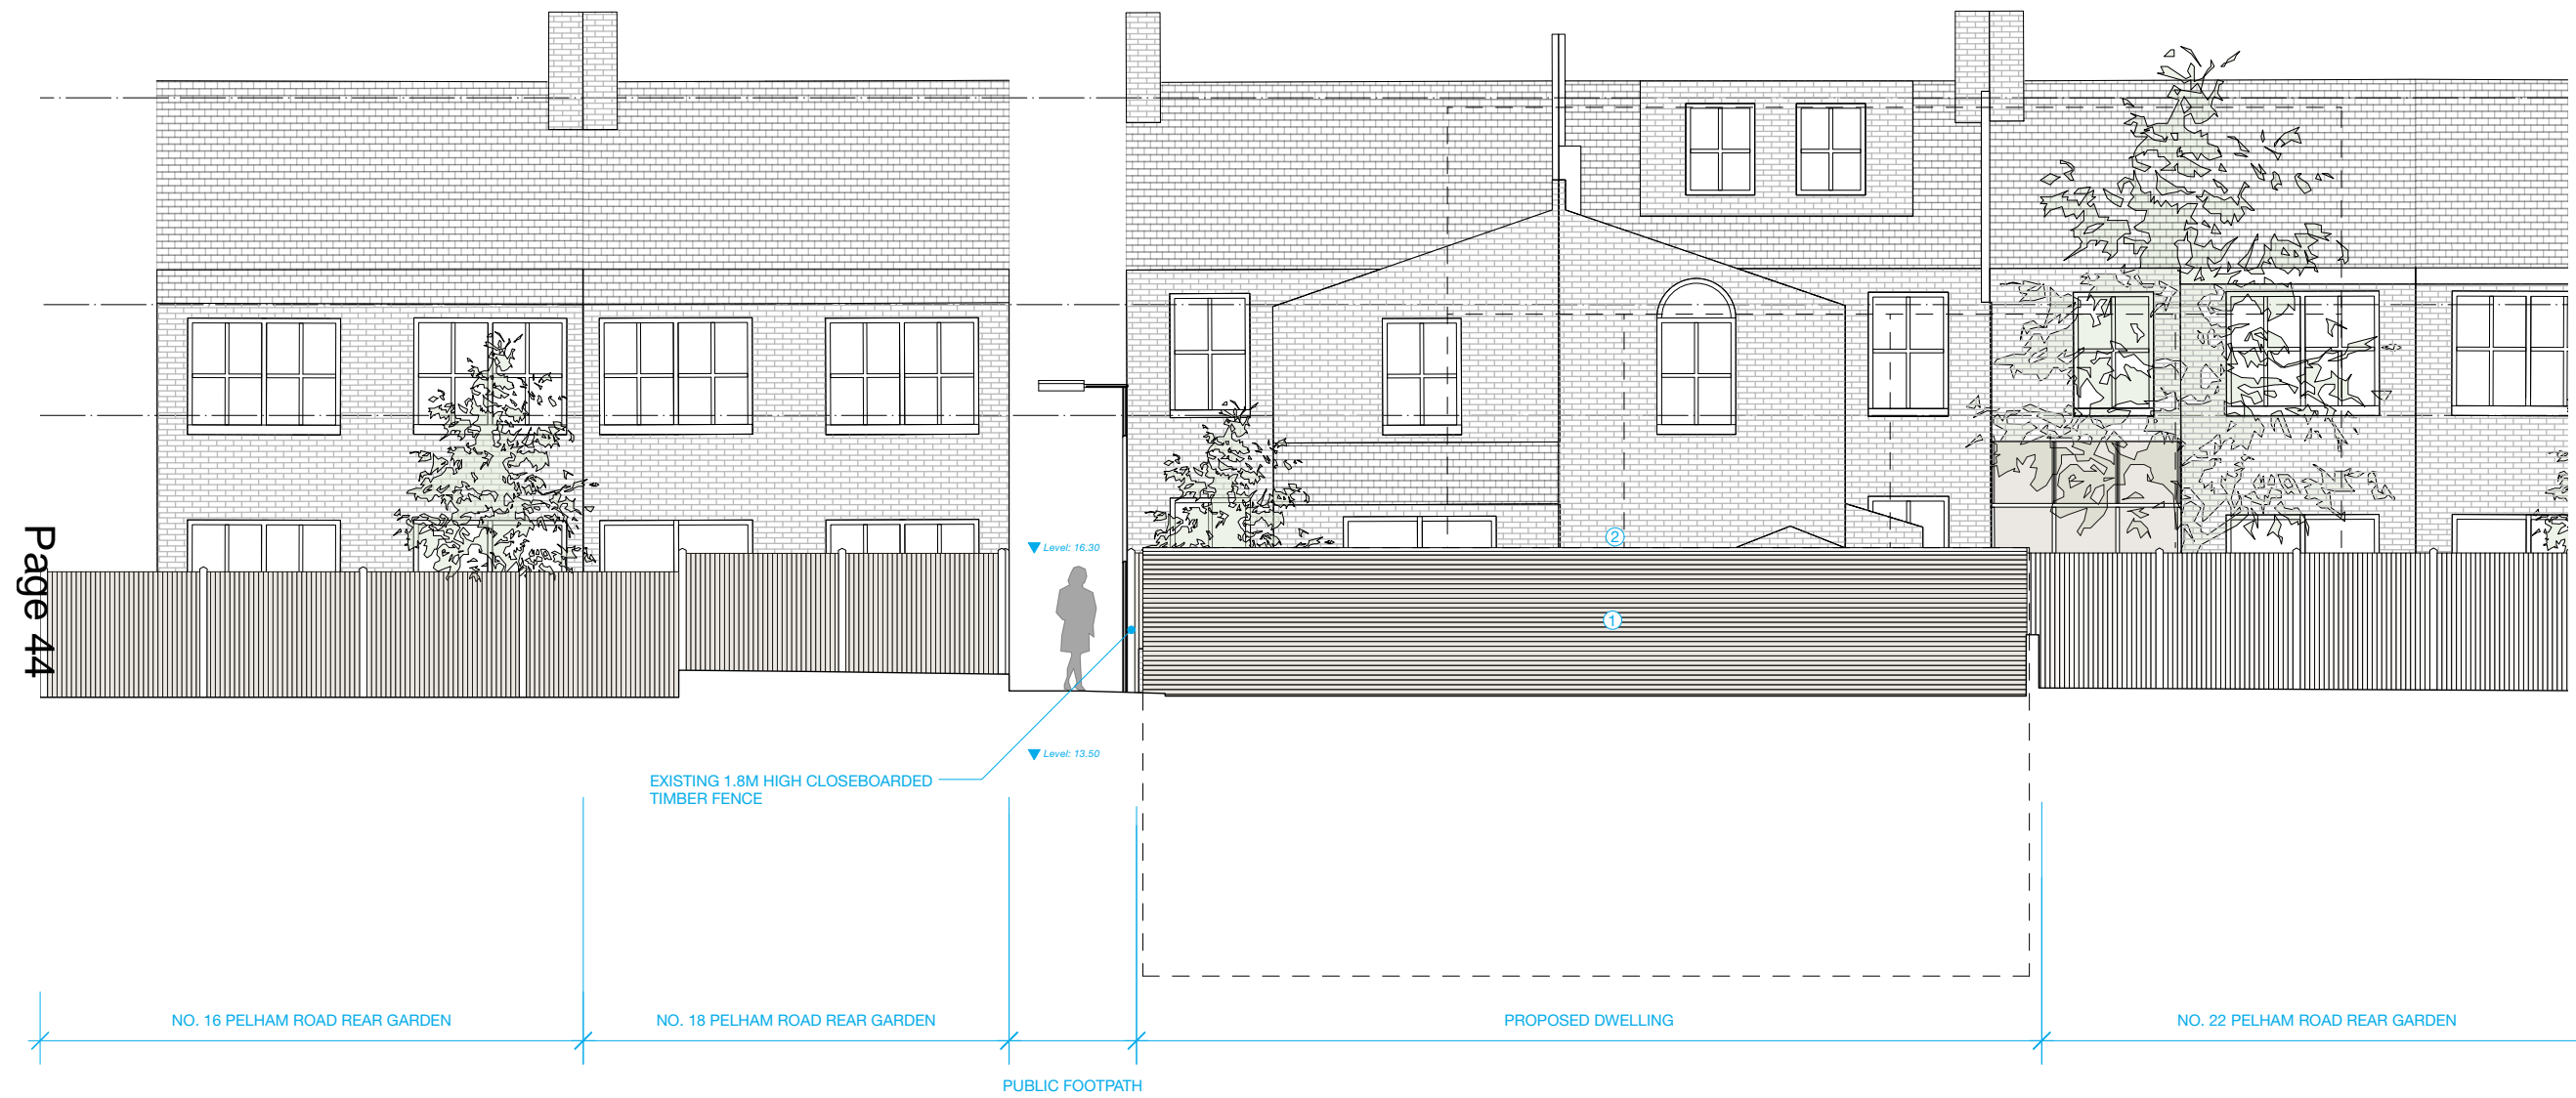 Page 44
2
Level: 16.30
1
Level: 13.50
EXISTING 1.8M HIGH CLOSEBOARDED
TIMBER FENCE
NO. 16 PELHAM ROAD REAR GARDEN
NO. 18 PELHAM ROAD REAR GARDEN
PROPOSED DWELLING
NO. 22 PELHAM ROAD REAR GARDEN
PUBLIC FOOTPATH